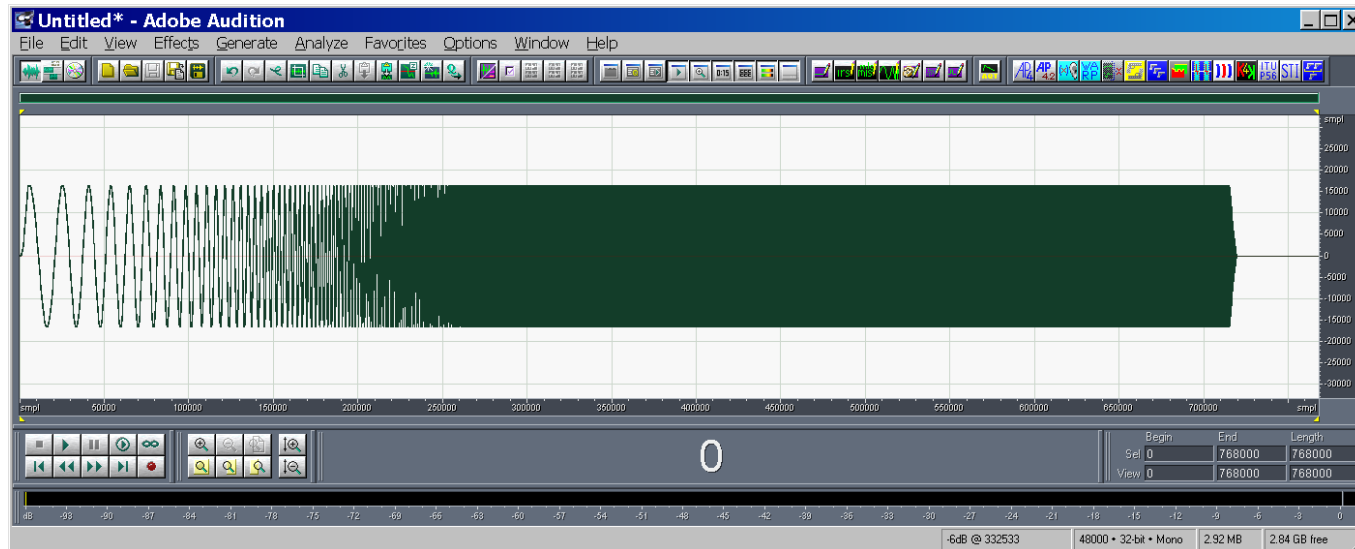 Untitled* - Adobe Audition
File Edit View Effects Generate Analyze Favorites Options Window Help
smpl
25000
20000
15000
10000
5000
0
-5000
-10000
-15000
-20000
-25000
-30000
smpl 50000 100000 150000 200000 250000 300000 350000 400000 450000 500000 550000 600000 650000 700000 smpl
0
Begin End Length
Sel 0 768000 768000
View 0 768000 768000
dB -93 -90 -87 -84 -81 -78 -75 -72 -69 -66 -63 -60 -57 -54 -51 -48 -45 -42 -39 -36 -33 -30 -27 -24 -21 -18 -15 -12 -9 -6 -3 0
-6dB @ 332533 48000 • 32-bit • Mono 2.92 MB 2.84 GB free